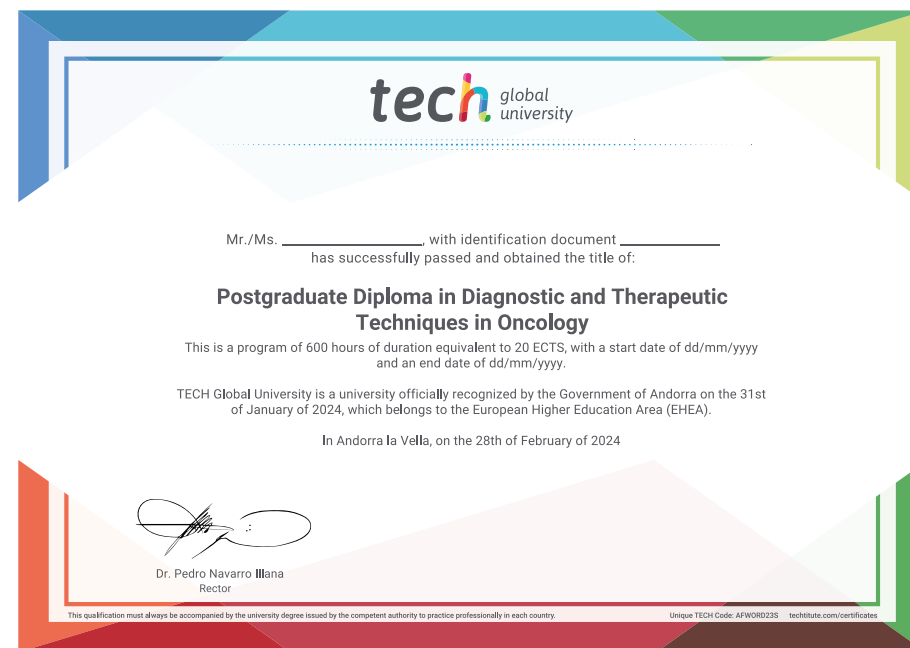 tech global
university
Mr./Ms. ____________, with identification document ____________
has successfully passed and obtained the title of:
Postgraduate Diploma in Diagnostic and Therapeutic
Techniques in Oncology
This is a program of 600 hours of duration equivalent to 20 ECTS, with a start date of dd/mm/yyyy
and an end date of dd/mm/yyyy.
TECH Global University is a university officially recognized by the Government of Andorra on the 31st
of January of 2024, which belongs to the European Higher Education Area (EHEA).
In Andorra la Vella, on the 28th of February of 2024
Dr. Pedro Navarro Illana
Rector
This qualification must always be accompanied by the university degree issued by the competent authority to practice professionally in each country. Unique TECH Code: AFWORD23S techtitute.com/certificates